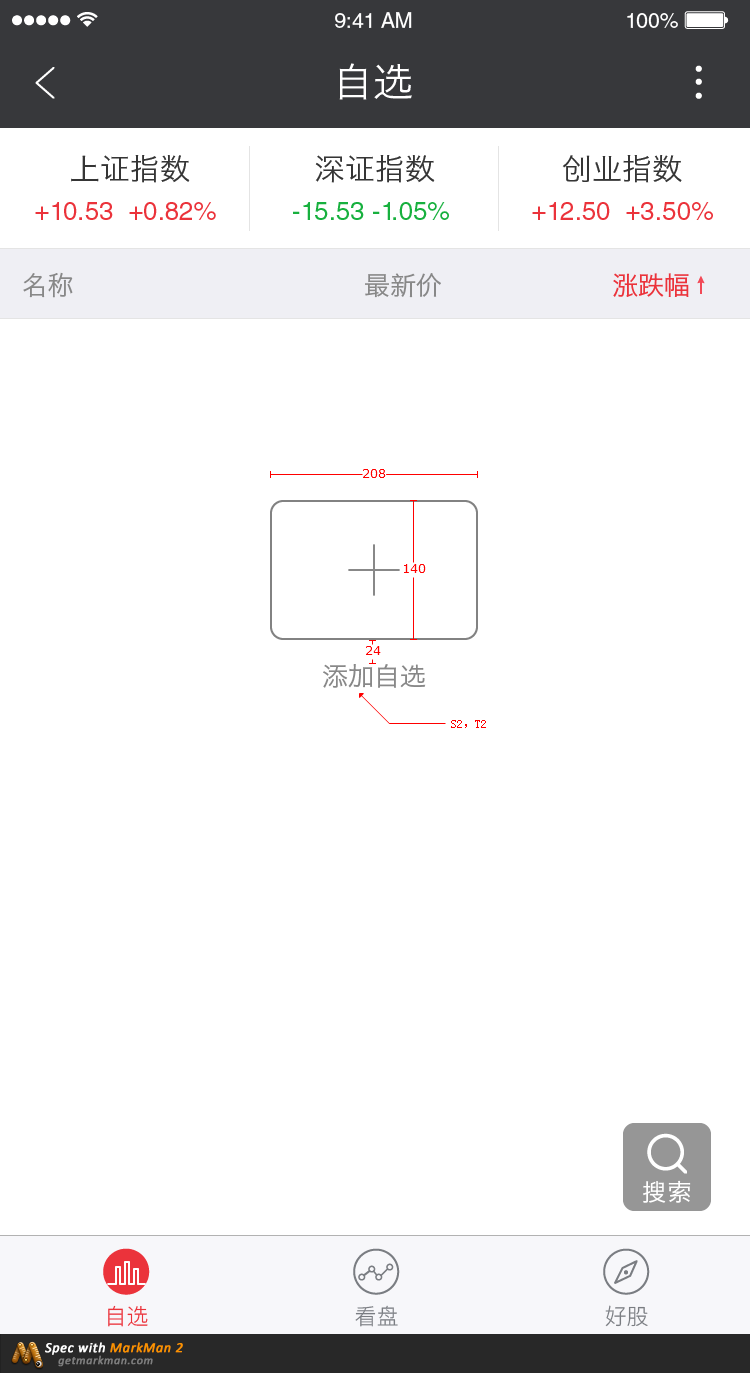 9:41 AM 100%
自选
上证指数 深证指数 创业指数
+10.53 +0.82% -15.53 -1.05% +12.50 +3.50%
名称 最新价 涨跌幅
208
140
24
添加自选
S2, T2
搜索
自选 看盘 好股
Spec with MarkMan 2
getmarkman.com